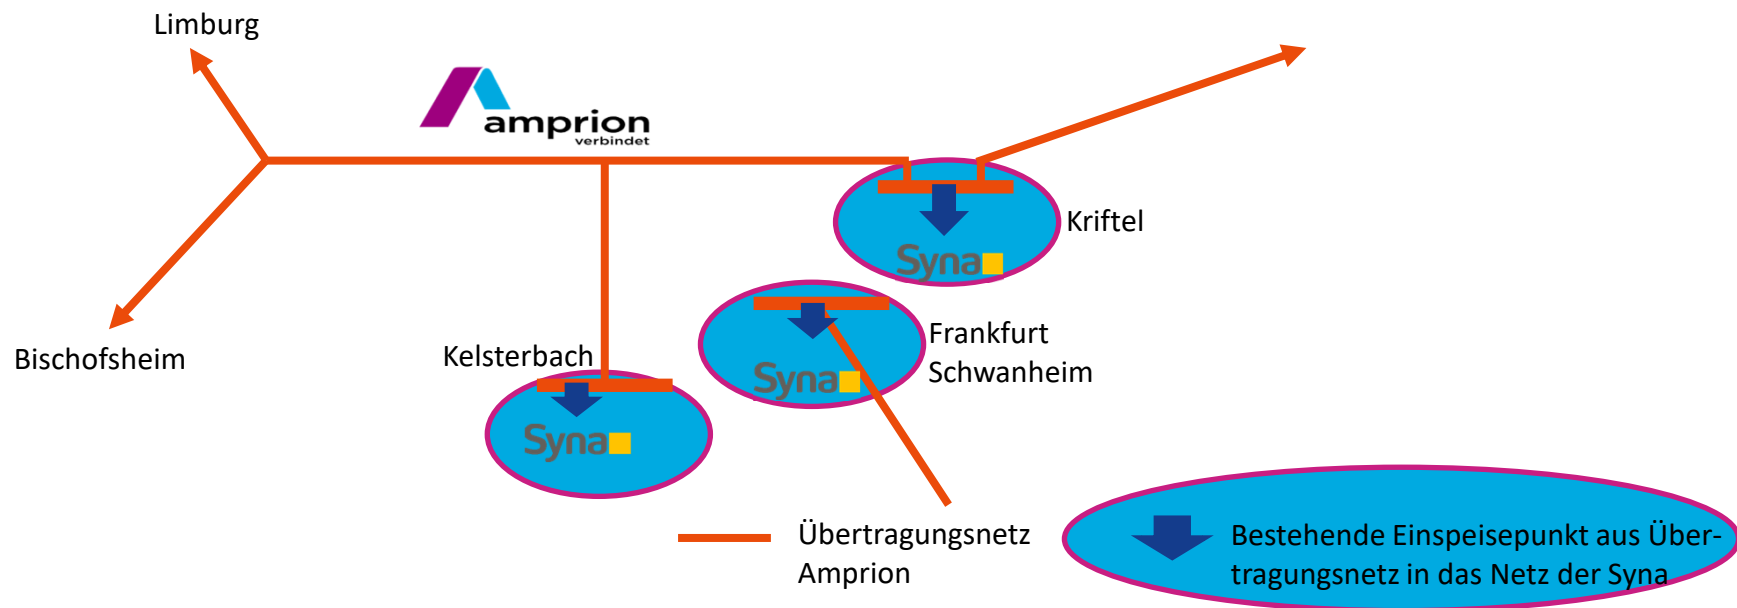 Limburg
amprion
verbindet
Kriftel
Syna
Frankfurt
Schwanheim
Bischofsheim
Kelsterbach
Syna
Syna
Übertragungsnetz
Amprion
Bestehende Einspeisepunkt aus Über-
tragungsnetz in das Netz der Syna